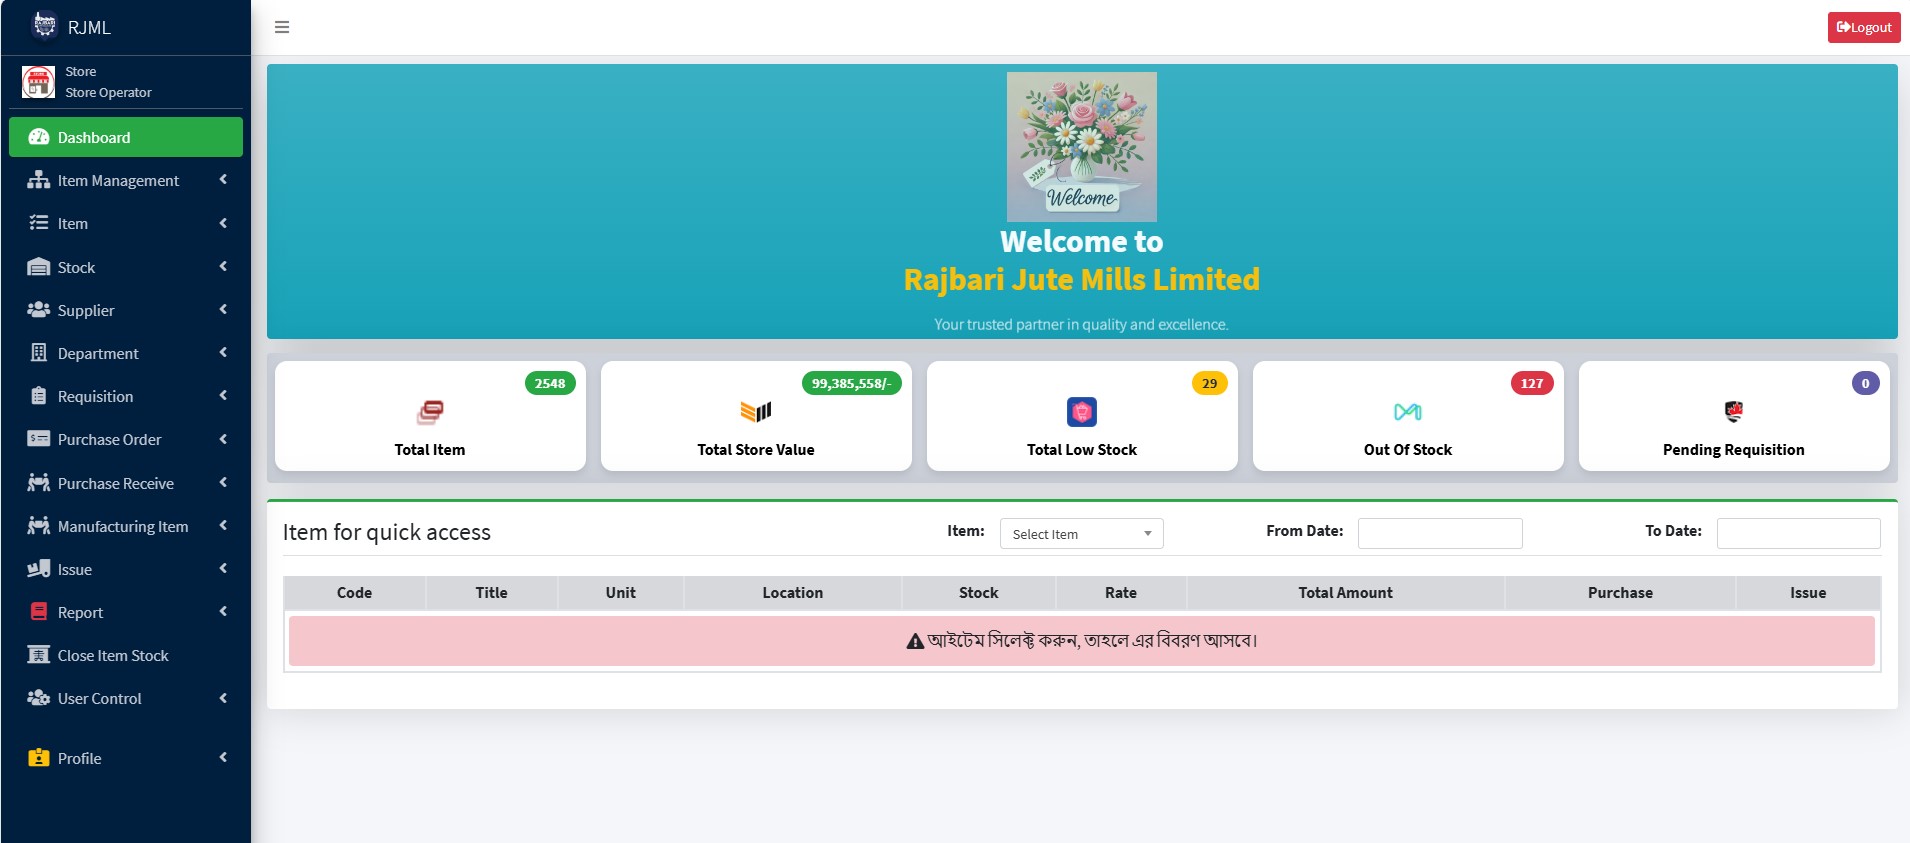 RJML
Logout
Store
Store Operator
Dashboard
Item Management
Item
Stock
Supplier
Department
Requisition
Purchase Order
Purchase Receive
Manufacturing Item
Issue
Report
Close Item Stock
User Control
Profile
Welcome
Welcome to
Rajbari Jute Mills Limited
Your trusted partner in quality and excellence.
2548
Total Item
99,385,558/-
Total Store Value
29
Total Low Stock
127
Out Of Stock
0
Pending Requisition
Item for quick access Item: Select Item From Date: To Date:
Code Title Unit Location Stock Rate Total Amount Purchase Issue
আইটেম সিলেক্ট করুন, তাহলে এর বিবরণ আসবে।